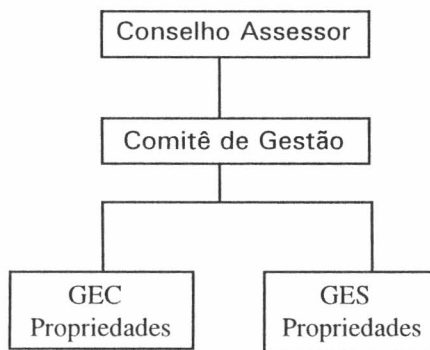 Conselho Assessor
Comitê de Gestão
GEC
Propriedades
GES
Propriedades